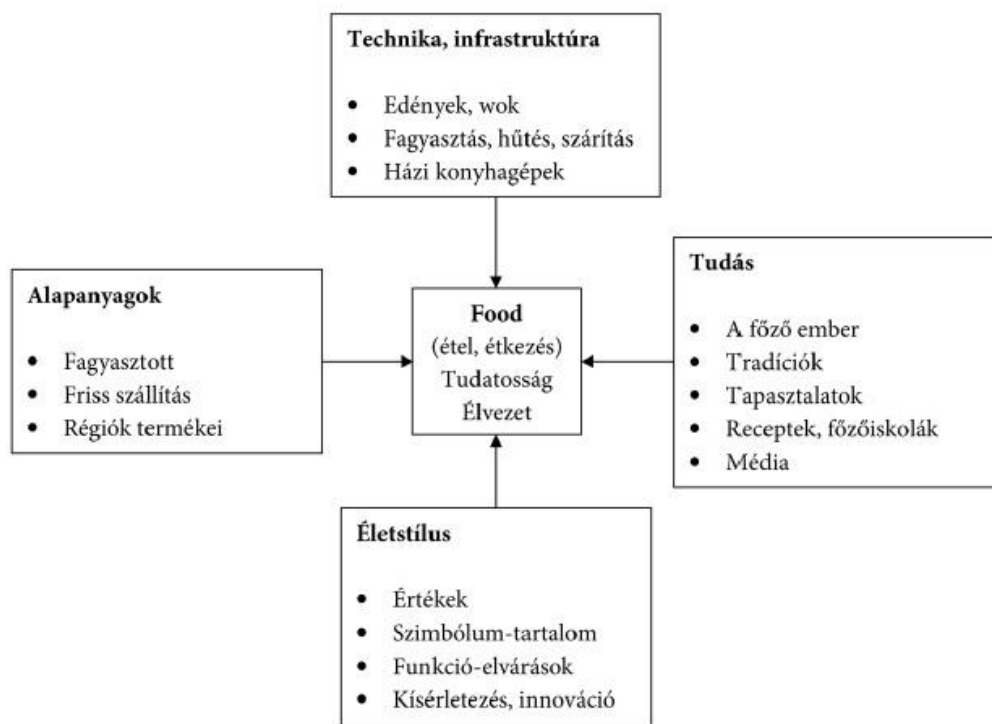 Technika, infrastruktúra
• Edények, wok
• Fagyasztás, hűtés, szárítás
• Házi konyhagépek
Alapanyagok
• Fagyasztott
• Friss szállítás
• Régiók termékei
Food
(étel, étkezés)
Tudatosság
Élvezet
Tudás
• A főző ember
• Tradíciók
• Tapasztalatok
• Receptek, főzőiskolák
• Média
Életstílus
• Értékek
• Szimbólum-tartalom
• Funkció-elvárások
• Kísérletezés, innováció